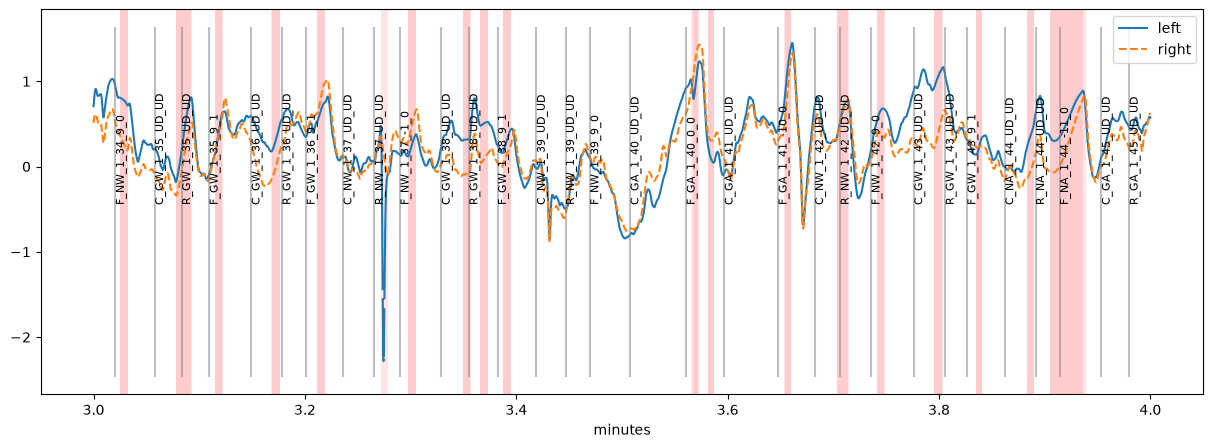 left
right
1
0
−1
−2
F_NW_1_34_9_0
C_GW_1_35_UD_UD
R_GW_1_35_UD_UD
F_GW_1_35_9_1
C_GW_1_36_UD_UD
R_GW_1_36_UD_UD
F_GW_1_36_9_1
C_NW_1_37_UD_UD
R_NW_1_37_UD_UD
C_GW_1_38_UD_UD
R_GW_1_38_UD_UD
F_GW_1_38_9_1
C_NW_1_39_UD_UD
R_NW_1_39_UD_UD
F_NW_1_39_9_0
C_GA_1_40_UD_UD
F_GA_1_40_0_0
C_GA_1_41_UD_UD
F_GA_1_41_10_0
C_NW_1_42_UD_UD
R_NW_1_42_UD_UD
F_NW_1_42_9_0
C_GW_1_43_UD_UD
R_GW_1_43_UD_UD
F_GW_1_43_9_1
C_NA_1_44_UD_UD
R_NA_1_44_UD_UD
C_GA_1_45_UD_UD
R_GA_1_45_UD_UD
3.0
3.2
3.4
3.6
3.8
4.0
minutes